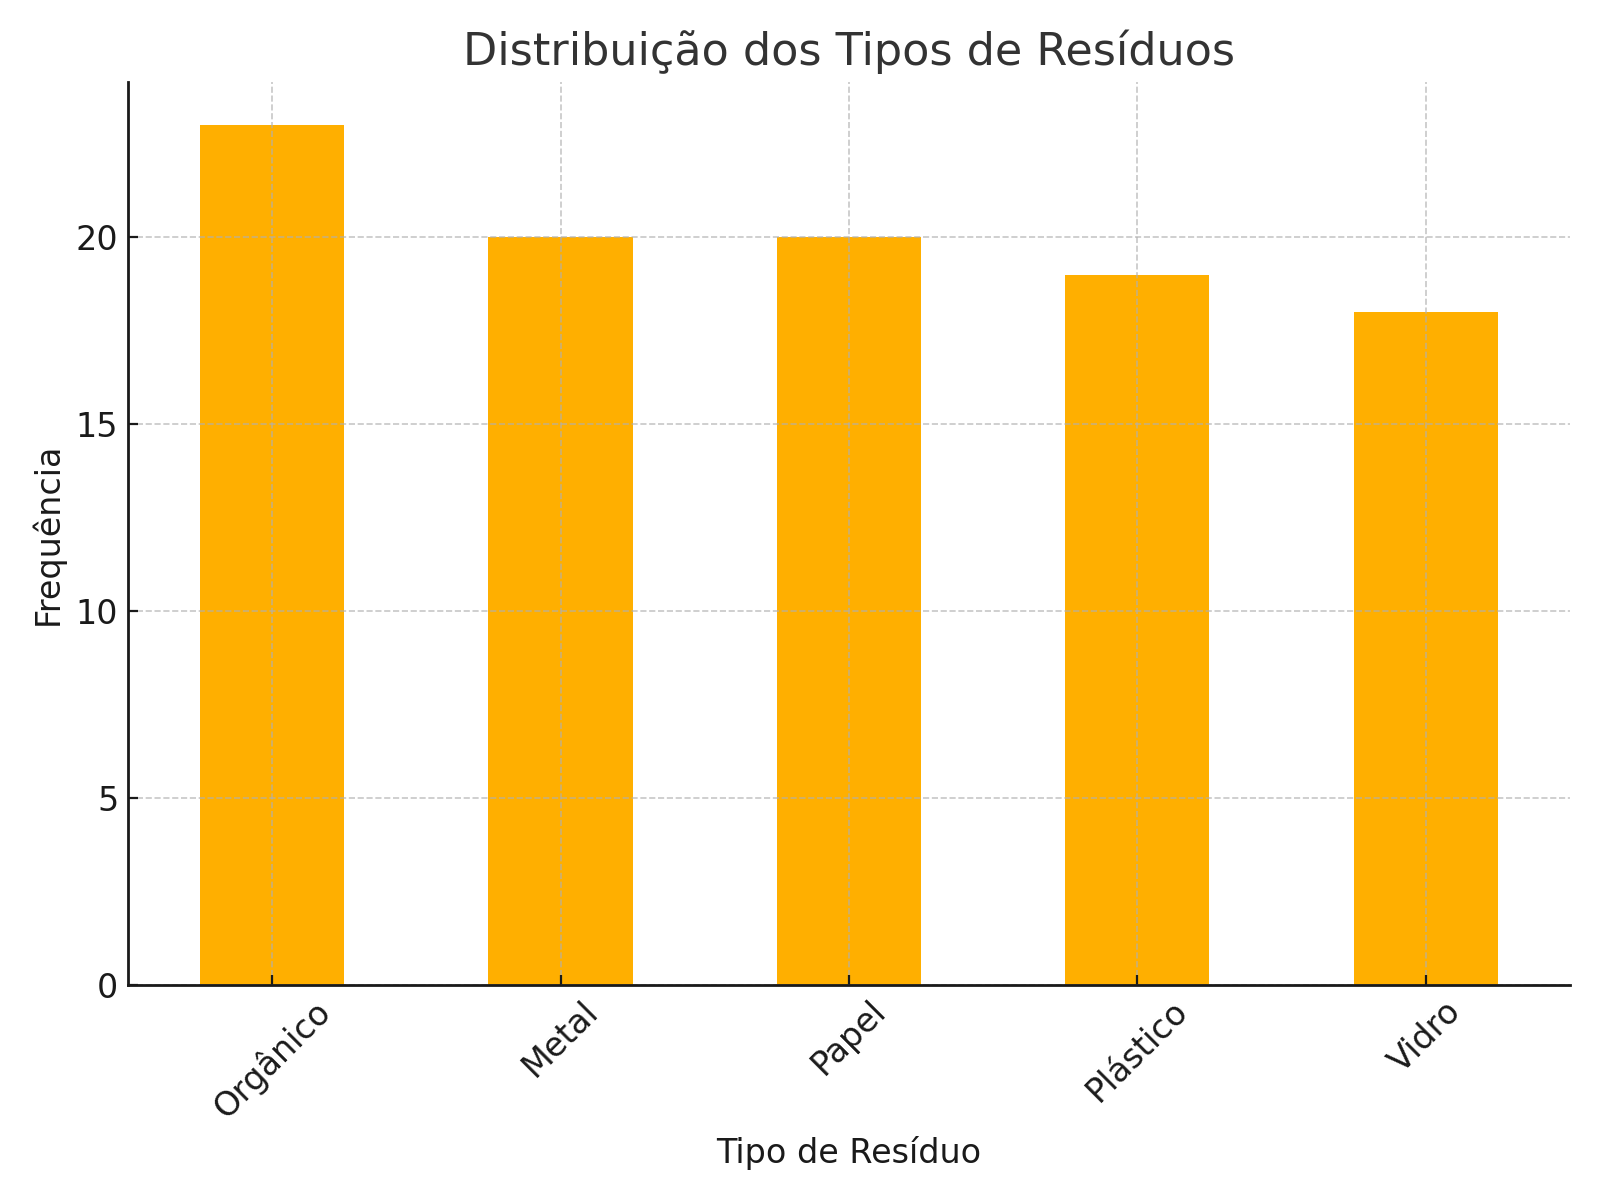 Distribuição dos Tipos de Resíduos
Frequência
20
15
10
5
0
Orgânico
Metal
Papel
Plástico
Vidro
Tipo de Resíduo